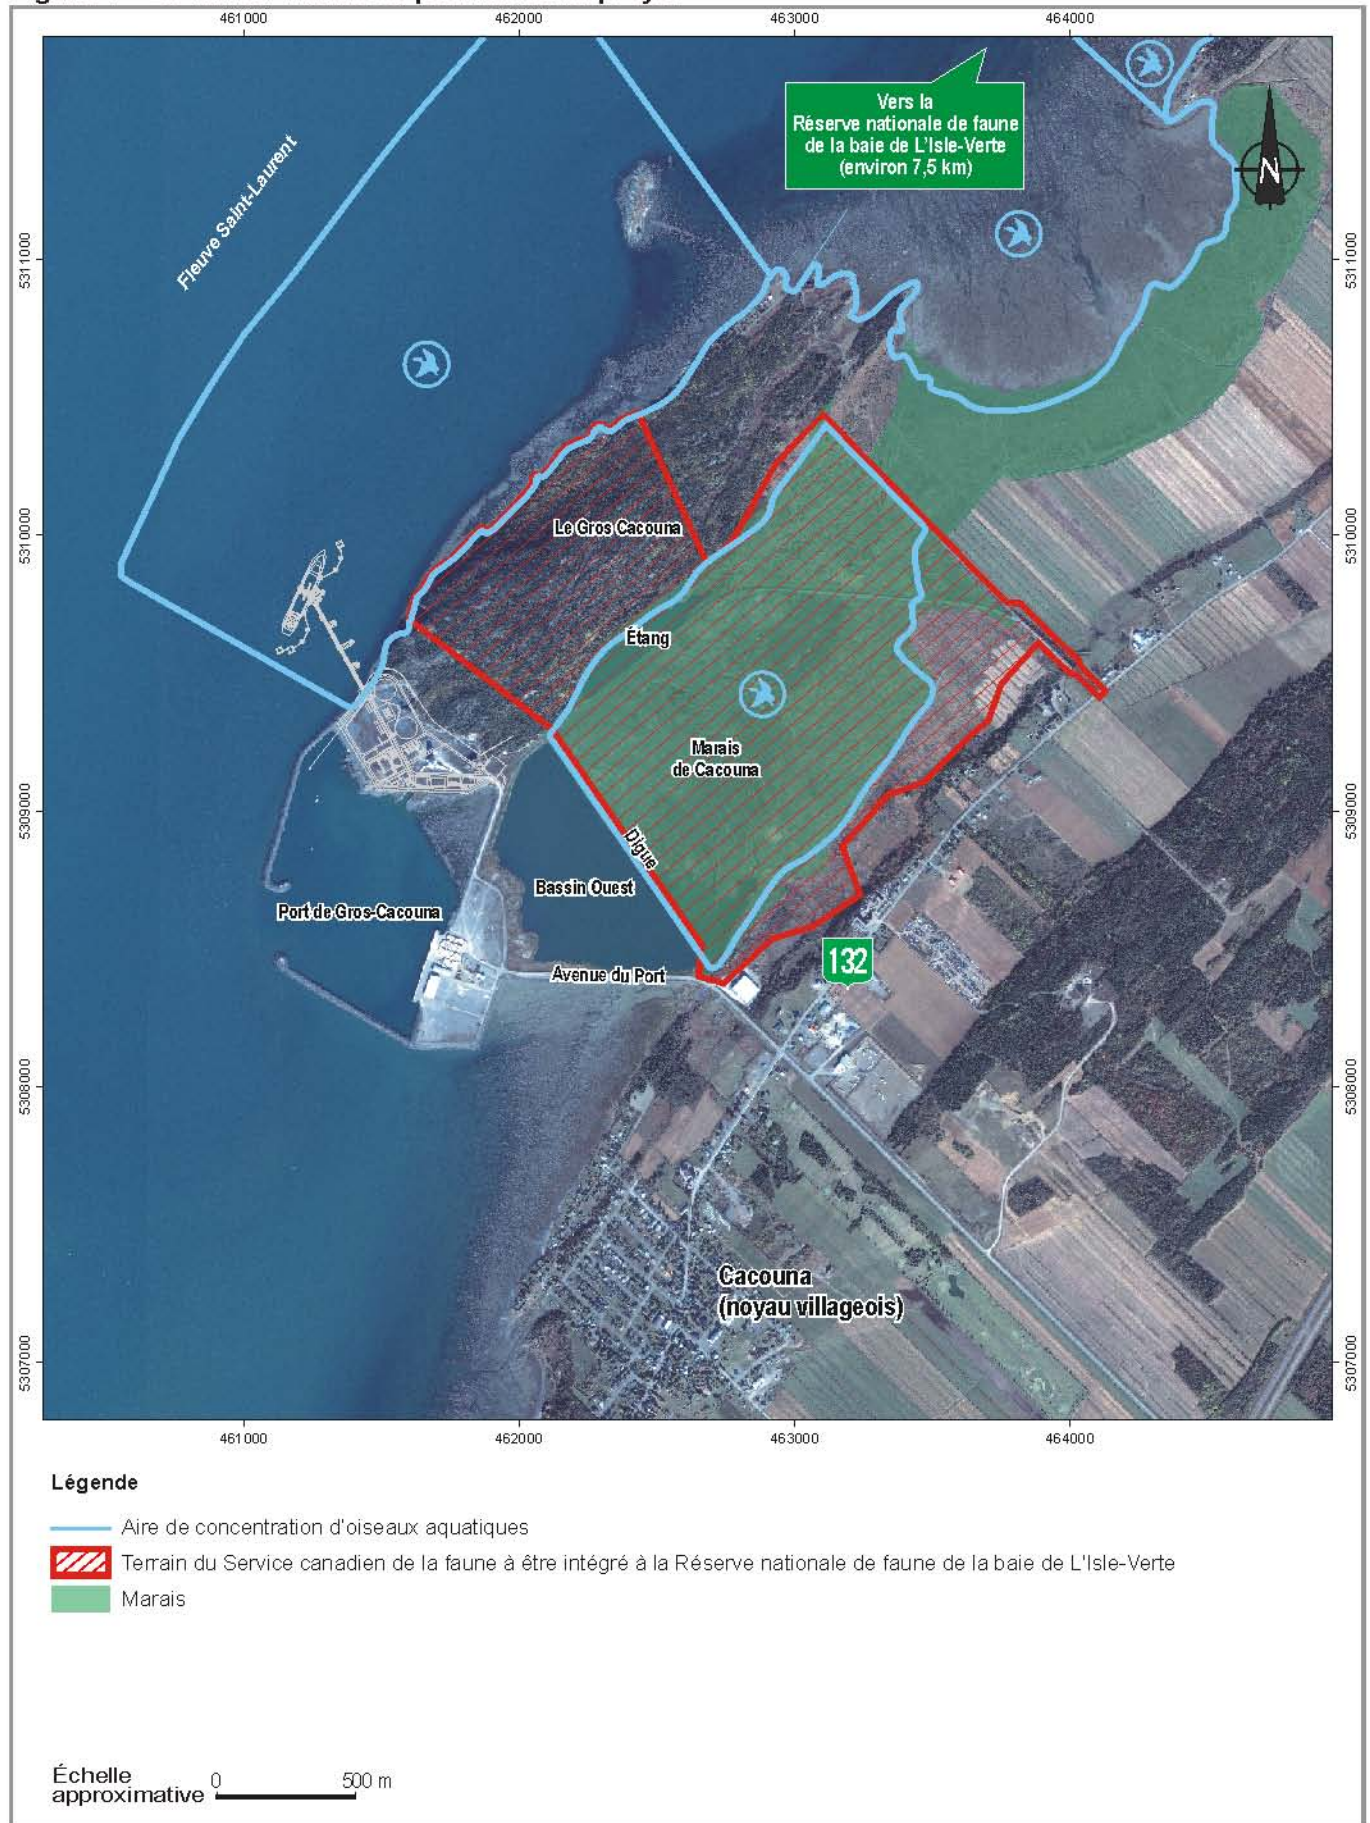 461000 462000 463000 464000
Vers la
Réserve nationale de faune
de la baie de L'Isle-Verte
(environ 7,5 km)
N
Fleuve Saint-Laurent
5311000 5311000
Le Gros Cacouna
5310000 5310000
Étang
Marais
de Cacouna
5309000 5309000
Digue
Bassin Ouest
Port de Gros-Cacouna
132
Avenue du Port
5308000 5308000
Cacouna
(noyau villageois)
5307000 5307000
461000 462000 463000 464000
Légende
Aire de concentration d'oiseaux aquatiques
Terrain du Service canadien de la faune à être intégré à la Réserve nationale de faune de la baie de L'Isle-Verte
Marais
Échelle
approximative 0 500 m